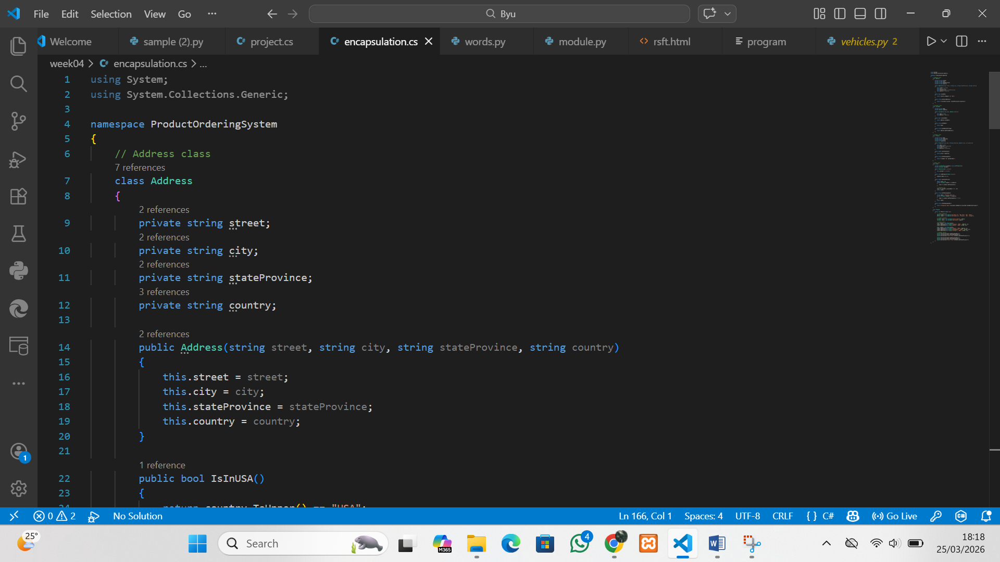 File Edit Selection View Go ··· Byu
Welcome sample (2).py project.cs encapsulation.cs words.py module.py rsft.html program vehicles.py 2
week04 > encapsulation.cs > ...
1 using System;
2 using System.Collections.Generic;
3
4 namespace ProductOrderingSystem
5 {
6 // Address class
7 references
7 class Address
8 {
2 references
9 private string street;
2 references
10 private string city;
2 references
11 private string stateProvince;
3 references
12 private string country;
13
2 references
14 public Address(string street, string city, string stateProvince, string country)
15 {
16 this.street = street;
17 this.city = city;
18 this.stateProvince = stateProvince;
19 this.country = country;
20 }
21
1 reference
22 public bool IsInUSA()
23 {
24 return country.ToUpper() == "USA";
1
0 2 No Solution Ln 166, Col 1 Spaces: 4 UTF-8 CRLF { } C# Go Live
25° Search M365 4 18:18
25/03/2026